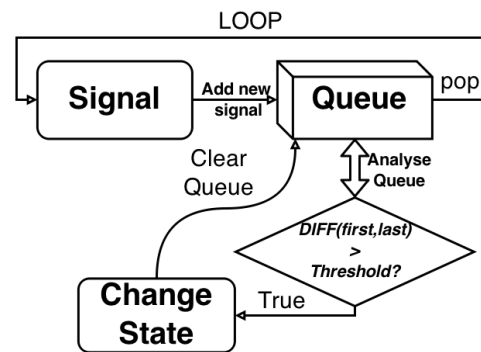 LOOP
Signal
Add new
signal
Queue
pop
Clear
Queue
Analyse
Queue
DIFF(first,last)
>
Threshold?
True
Change
State